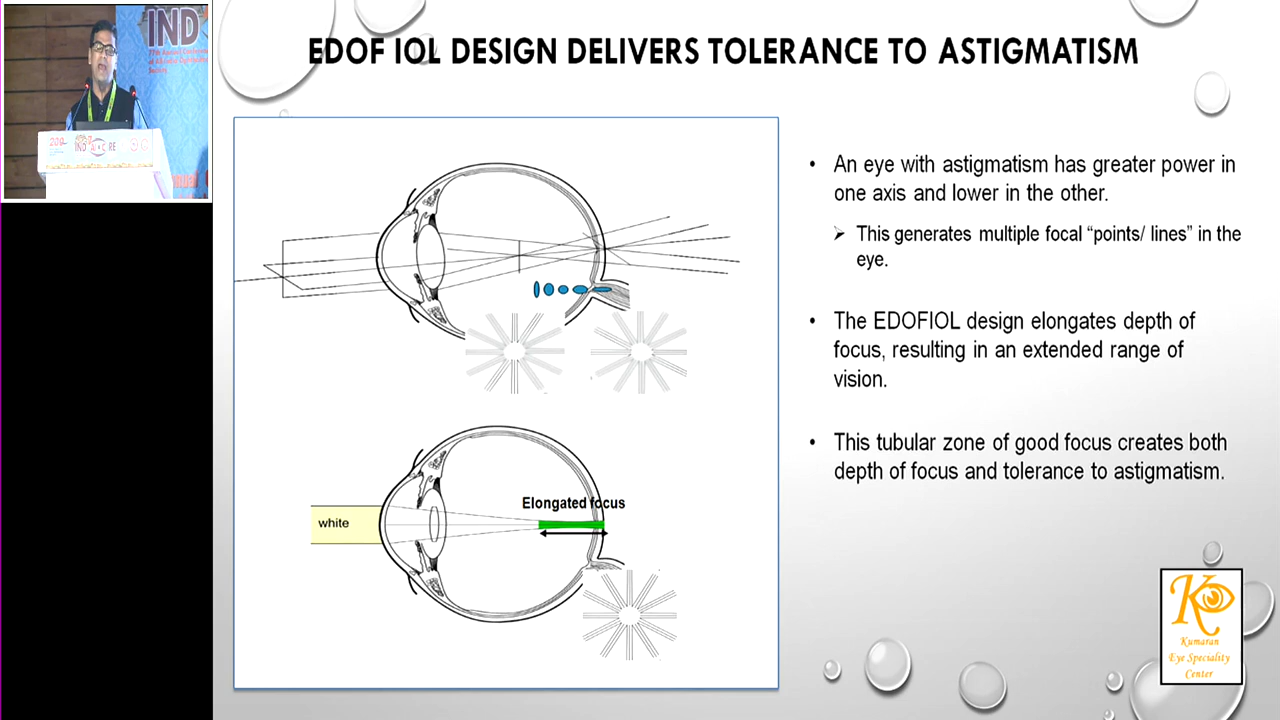 IND
EDOF IOL DESIGN DELIVERS TOLERANCE TO ASTIGMATISM
• An eye with astigmatism has greater power in
one axis and lower in the other.
➢ This generates multiple focal “points/ lines” in the
eye.
• The EDOFIOL design elongates depth of
focus, resulting in an extended range of
vision.
• This tubular zone of good focus creates both
depth of focus and tolerance to astigmatism.
Elongated focus
white
Kumaran
Eye Speciality
Center